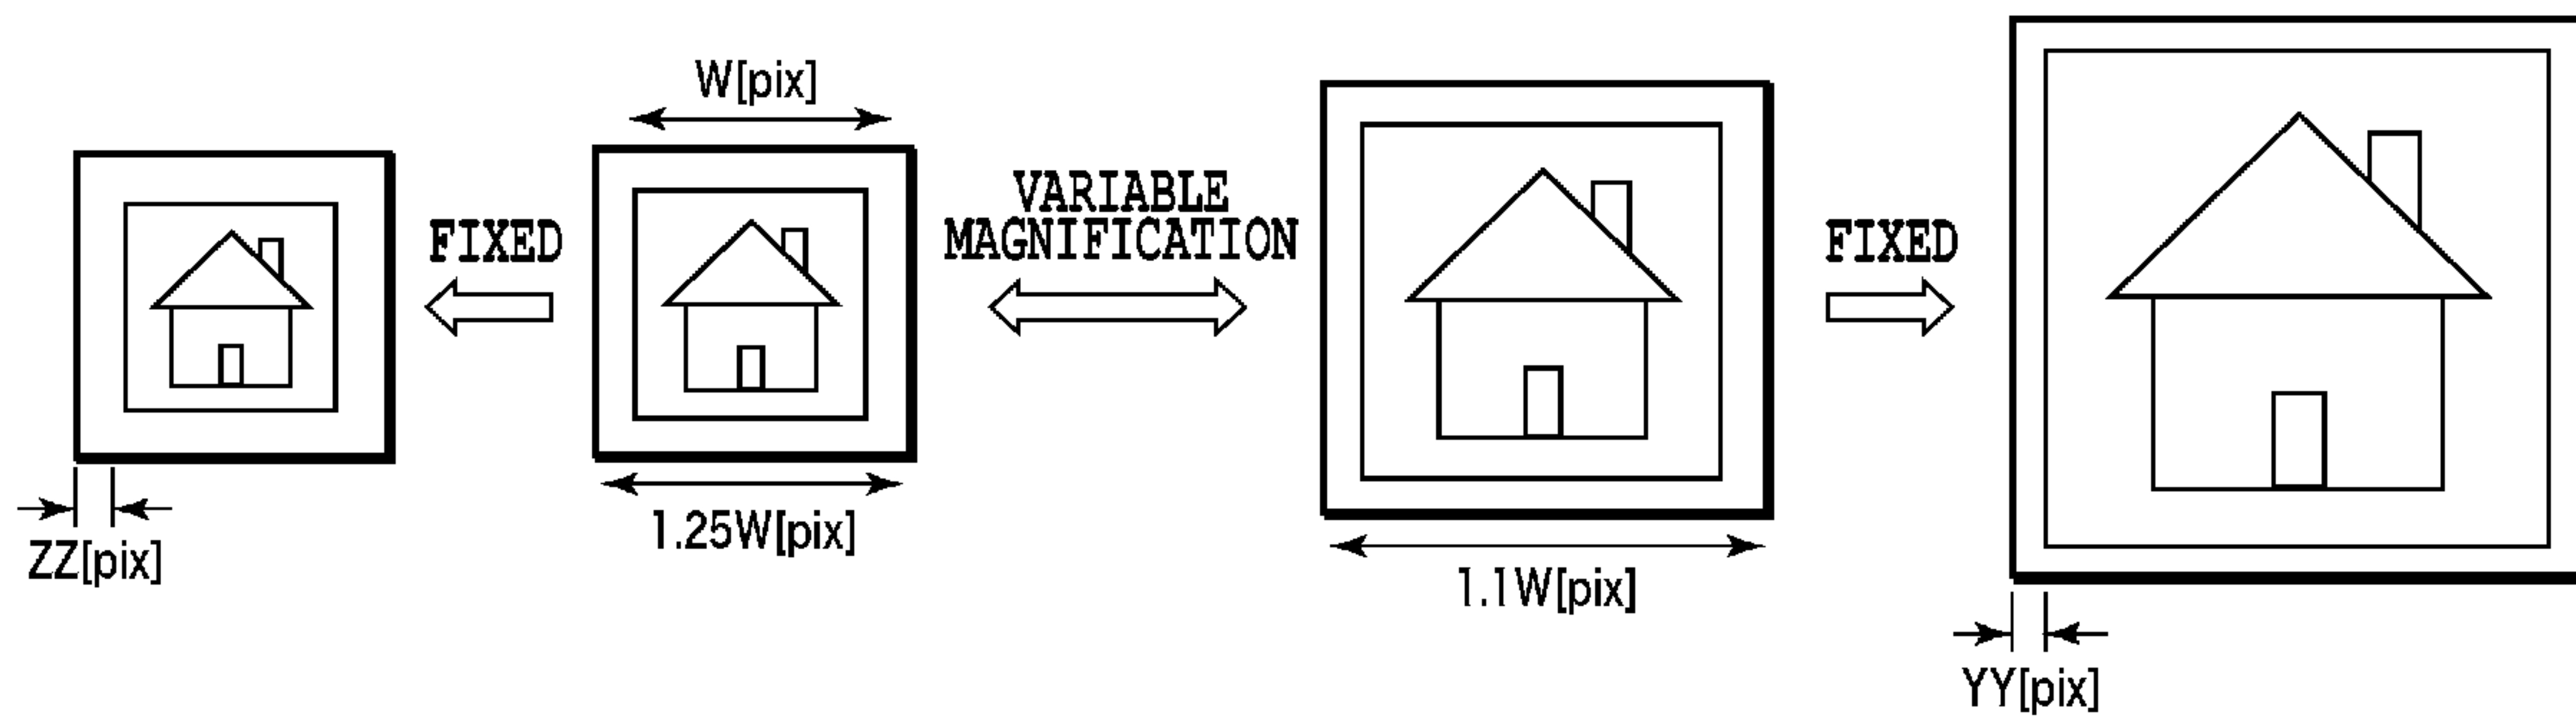 W[pix]
FIXED
VARIABLE
MAGNIFICATION
FIXED
ZZ[pix]
1.25W[pix]
1.1W[pix]
YY[pix]